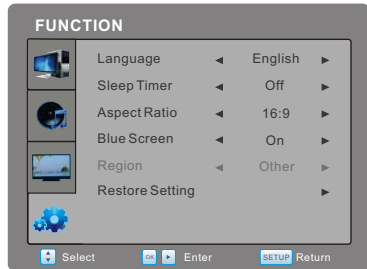 FUNCTION
Language English
Sleep Timer Off
Aspect Ratio 16:9
Blue Screen On
Region Other
Restore Setting
Select OK Enter SETUP Return